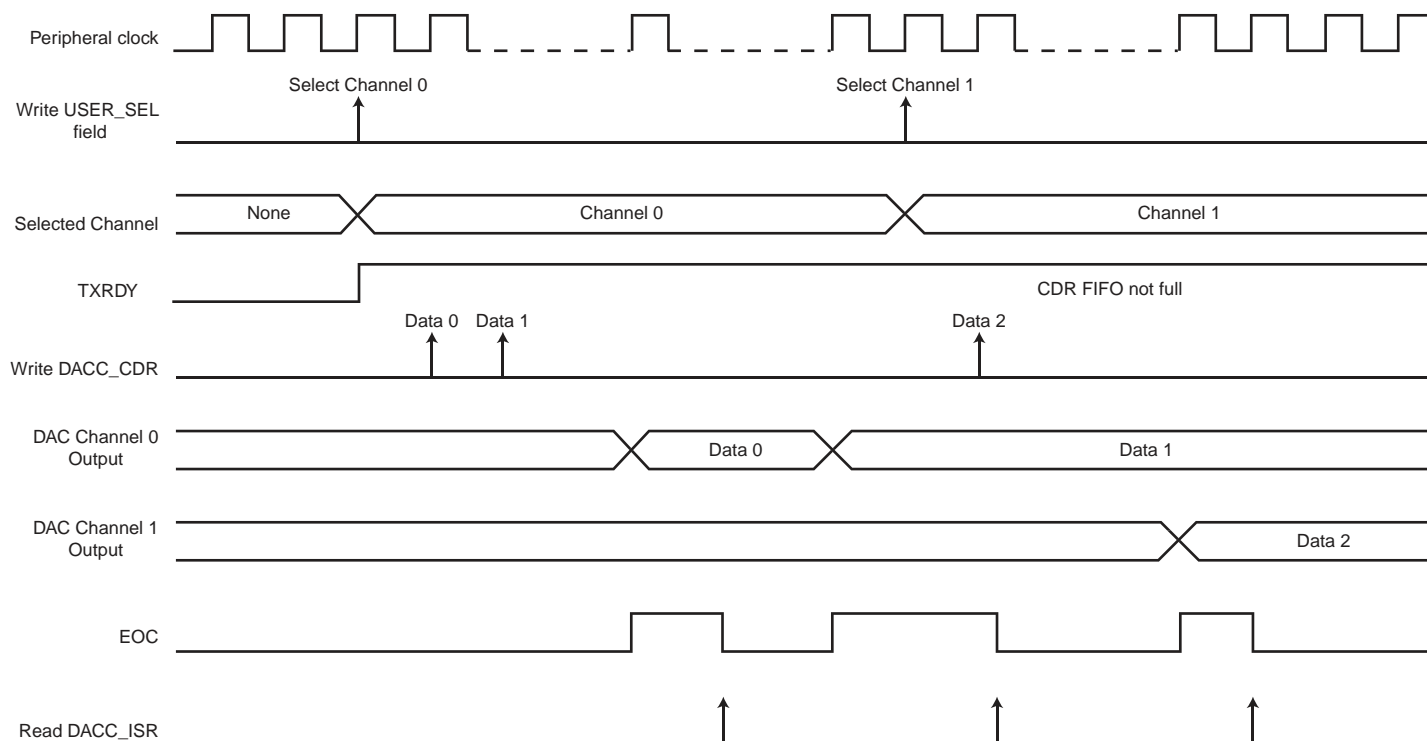 Peripheral clock
Select Channel 0
Select Channel 1
Write USER_SEL
field
Selected Channel
None
Channel 0
Channel 1
TXRDY
CDR FIFO not full
Data 0
Data 1
Data 2
Write DACC_CDR
DAC Channel 0
Output
Data 0
Data 1
DAC Channel 1
Output
Data 2
EOC
Read DACC_ISR